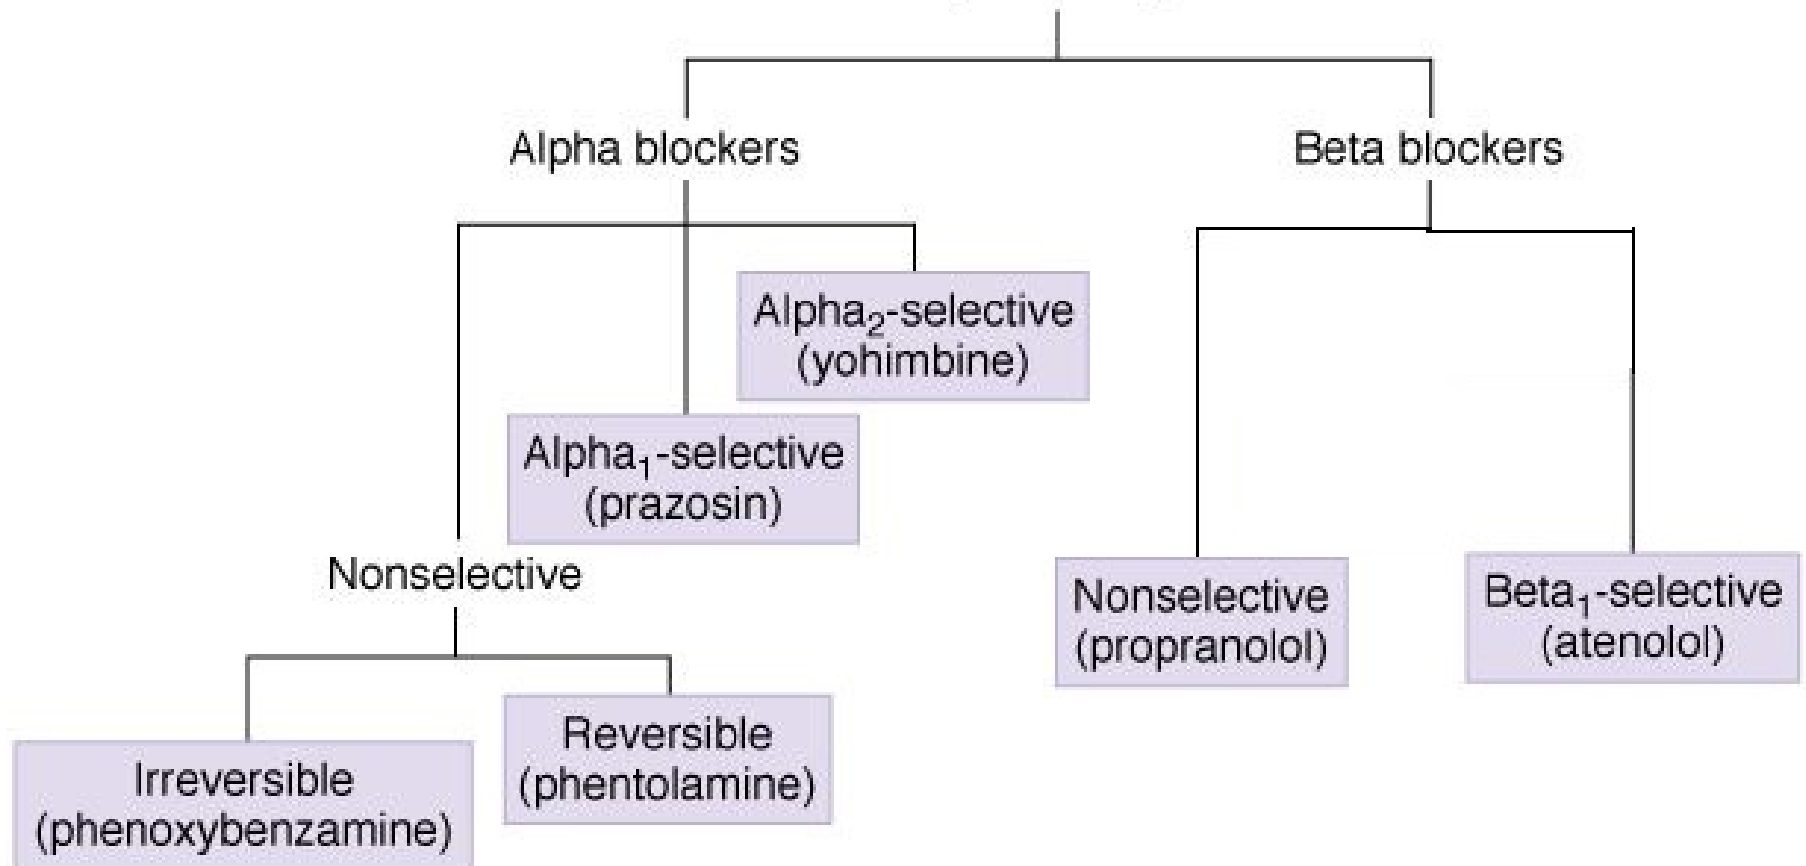 Alpha blockers
Beta blockers
Alpha₂-selective
(yohimbine)
Alpha₁-selective
(prazosin)
Nonselective
Nonselective
(propranolol)
Beta₁-selective
(atenolol)
Reversible
(phentolamine)
Irreversible
(phenoxybenzamine)